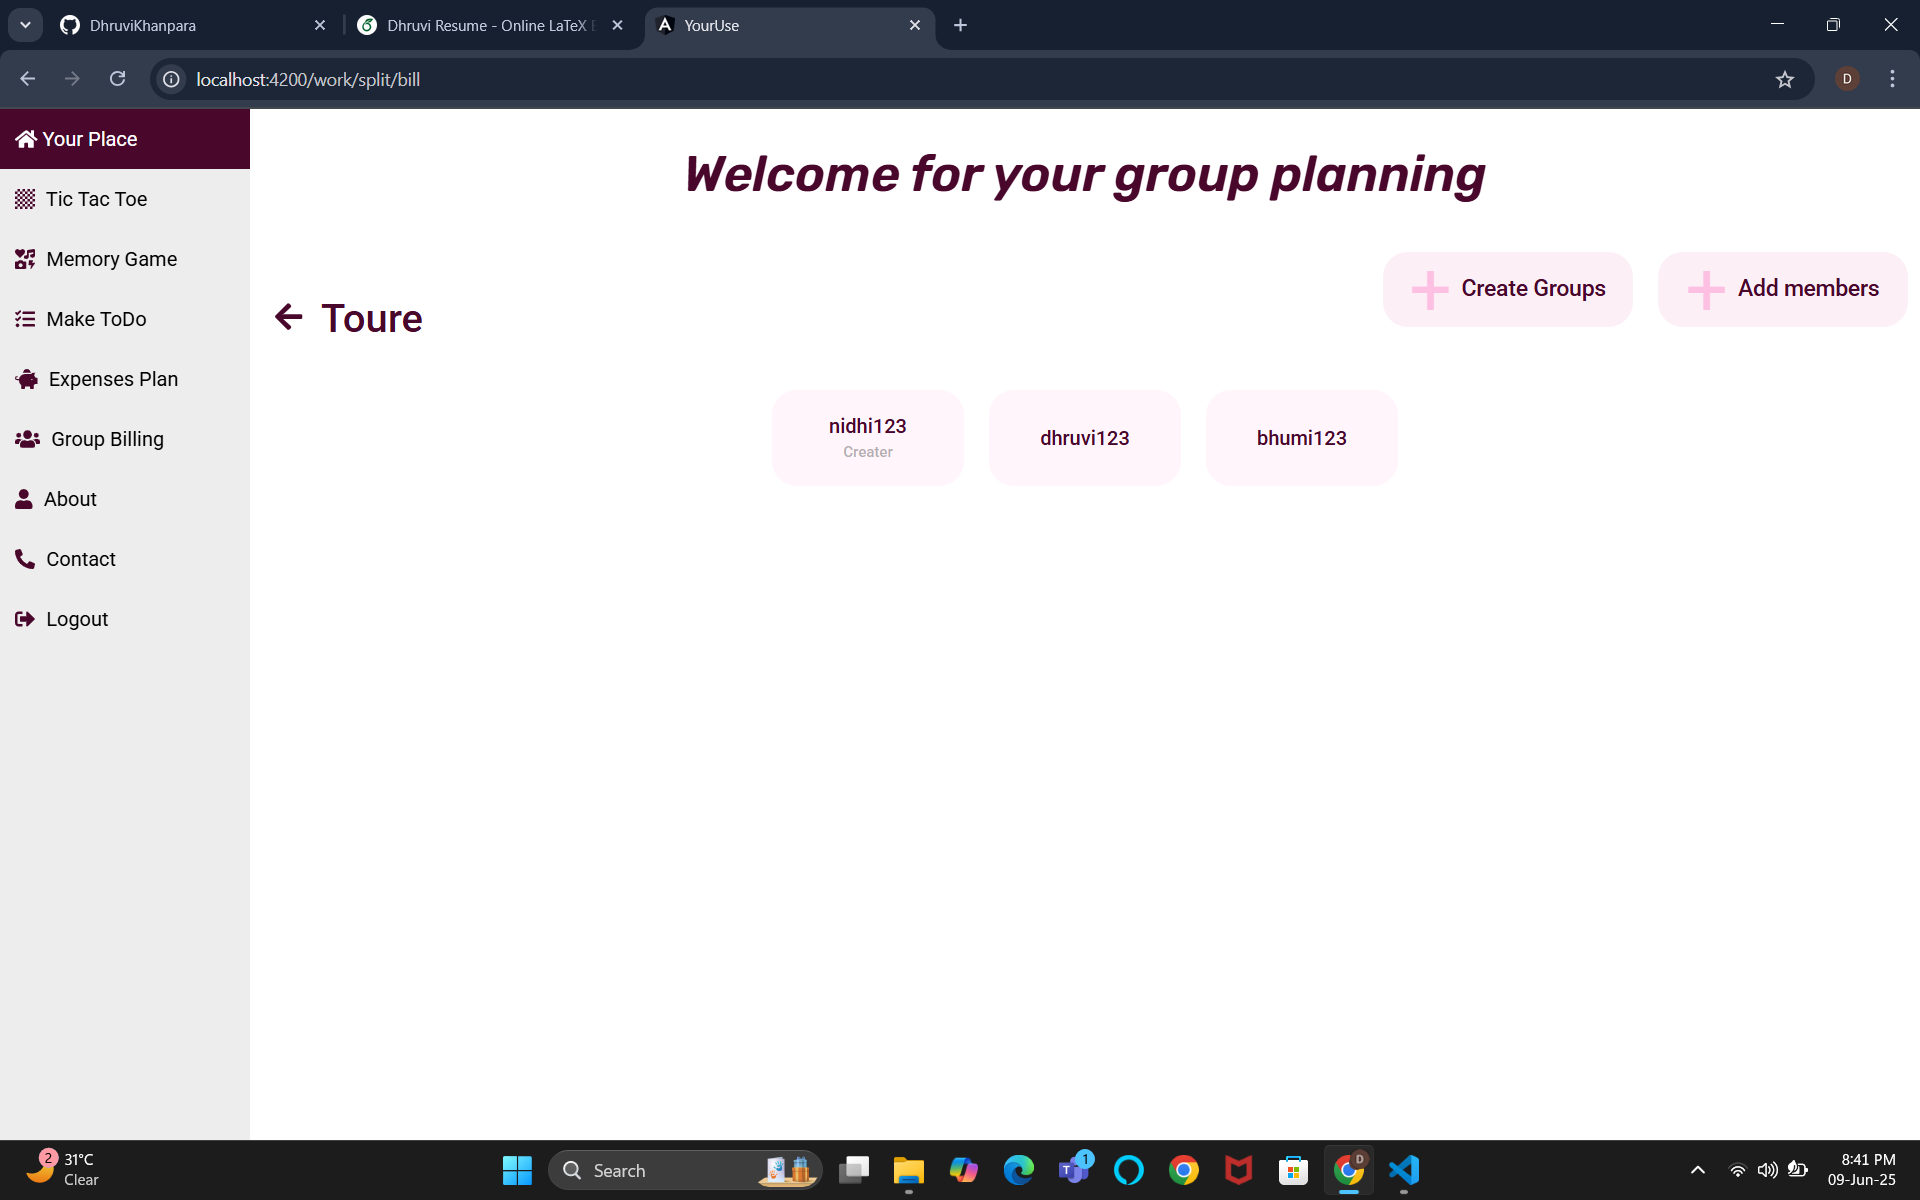 DhruviKhanpara
Dhruvi Resume - Online LaTeX E
YourUse
localhost:4200/work/split/bill
D
Your Place
Tic Tac Toe
Memory Game
Make ToDo
Expenses Plan
Group Billing
About
Contact
Logout
Welcome for your group planning
Create Groups
Add members
Toure
nidhi123
Creater
dhruvi123
bhumi123
2
31°C
Clear
Search
T
1
D
8:41 PM
09-Jun-25